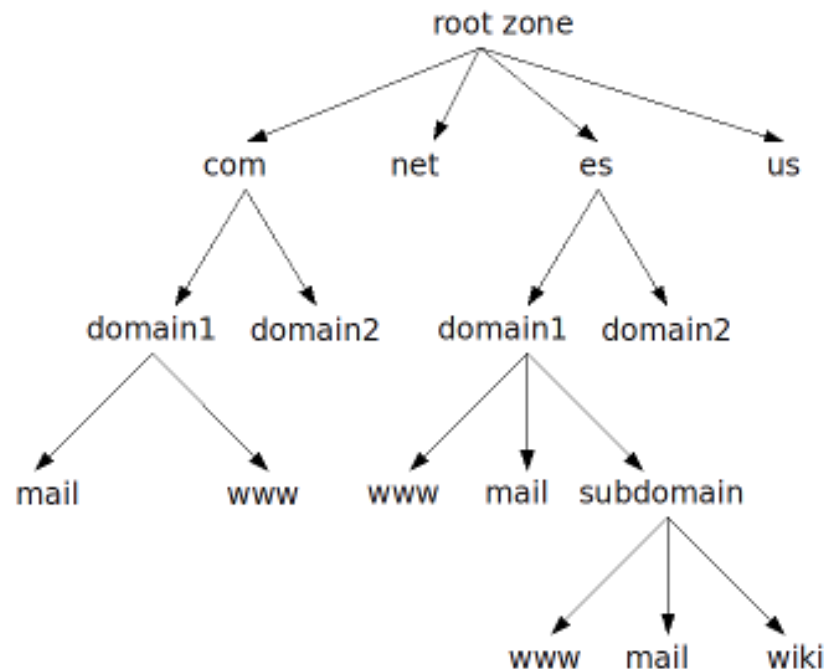 root zone
com net es us
domain1 domain2 domain1 domain2
mail www www mail subdomain
www mail wiki